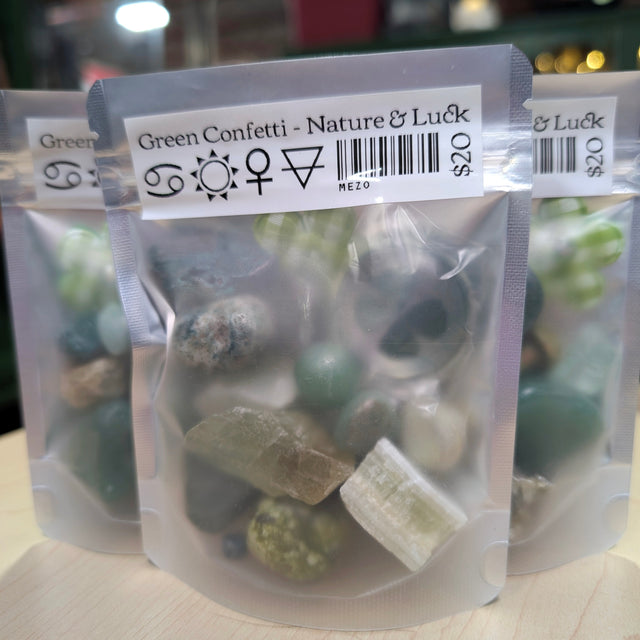 Green Confetti - Nature & Luck
♋ ☼ ♀ 🜃 MEZO $20
Green
♋
& Luck
$20